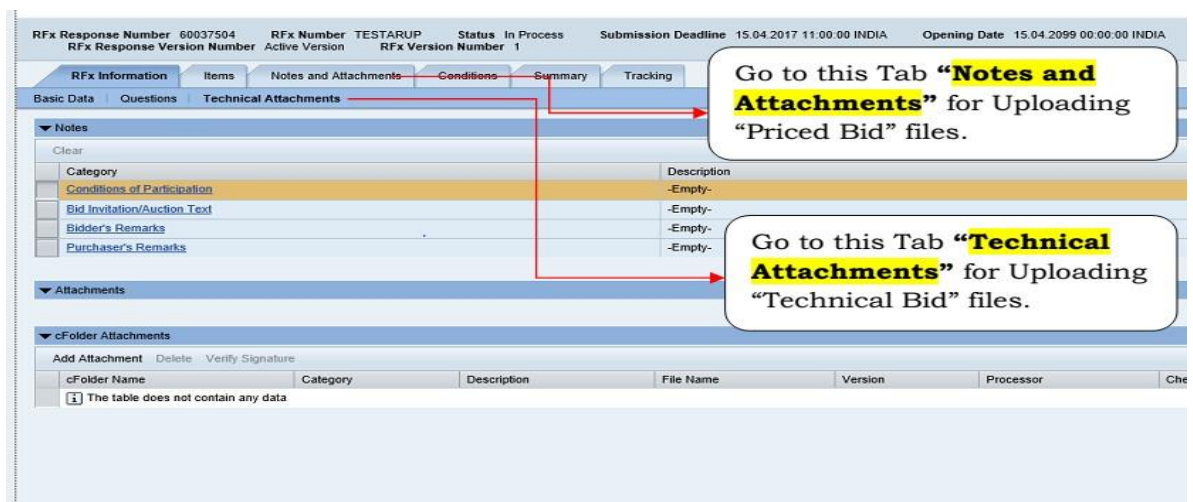 RFx Response Number 60037504 RFx Number TESTARUP Status In Process Submission Deadline 15.04.2017 11:00:00 INDIA Opening Date 15.04.2099 00:00:00 INDIA
RFx Response Version Number Active Version RFx Version Number 1
RFx Information Items Notes and Attachments Conditions Summary Tracking
Basic Data Questions Technical Attachments
Go to this Tab “Notes and
Attachments” for Uploading
“Priced Bid” files.
Notes
Clear
Category Description
Conditions of Participation -Empty-
Bid Invitation/Auction Text -Empty-
Bidder's Remarks -Empty-
Purchaser's Remarks -Empty-
Go to this Tab “Technical
Attachments” for Uploading
“Technical Bid” files.
Attachments
cFolder Attachments
Add Attachment Delete Verify Signature
cFolder Name Category Description File Name Version Processor Che
The table does not contain any data